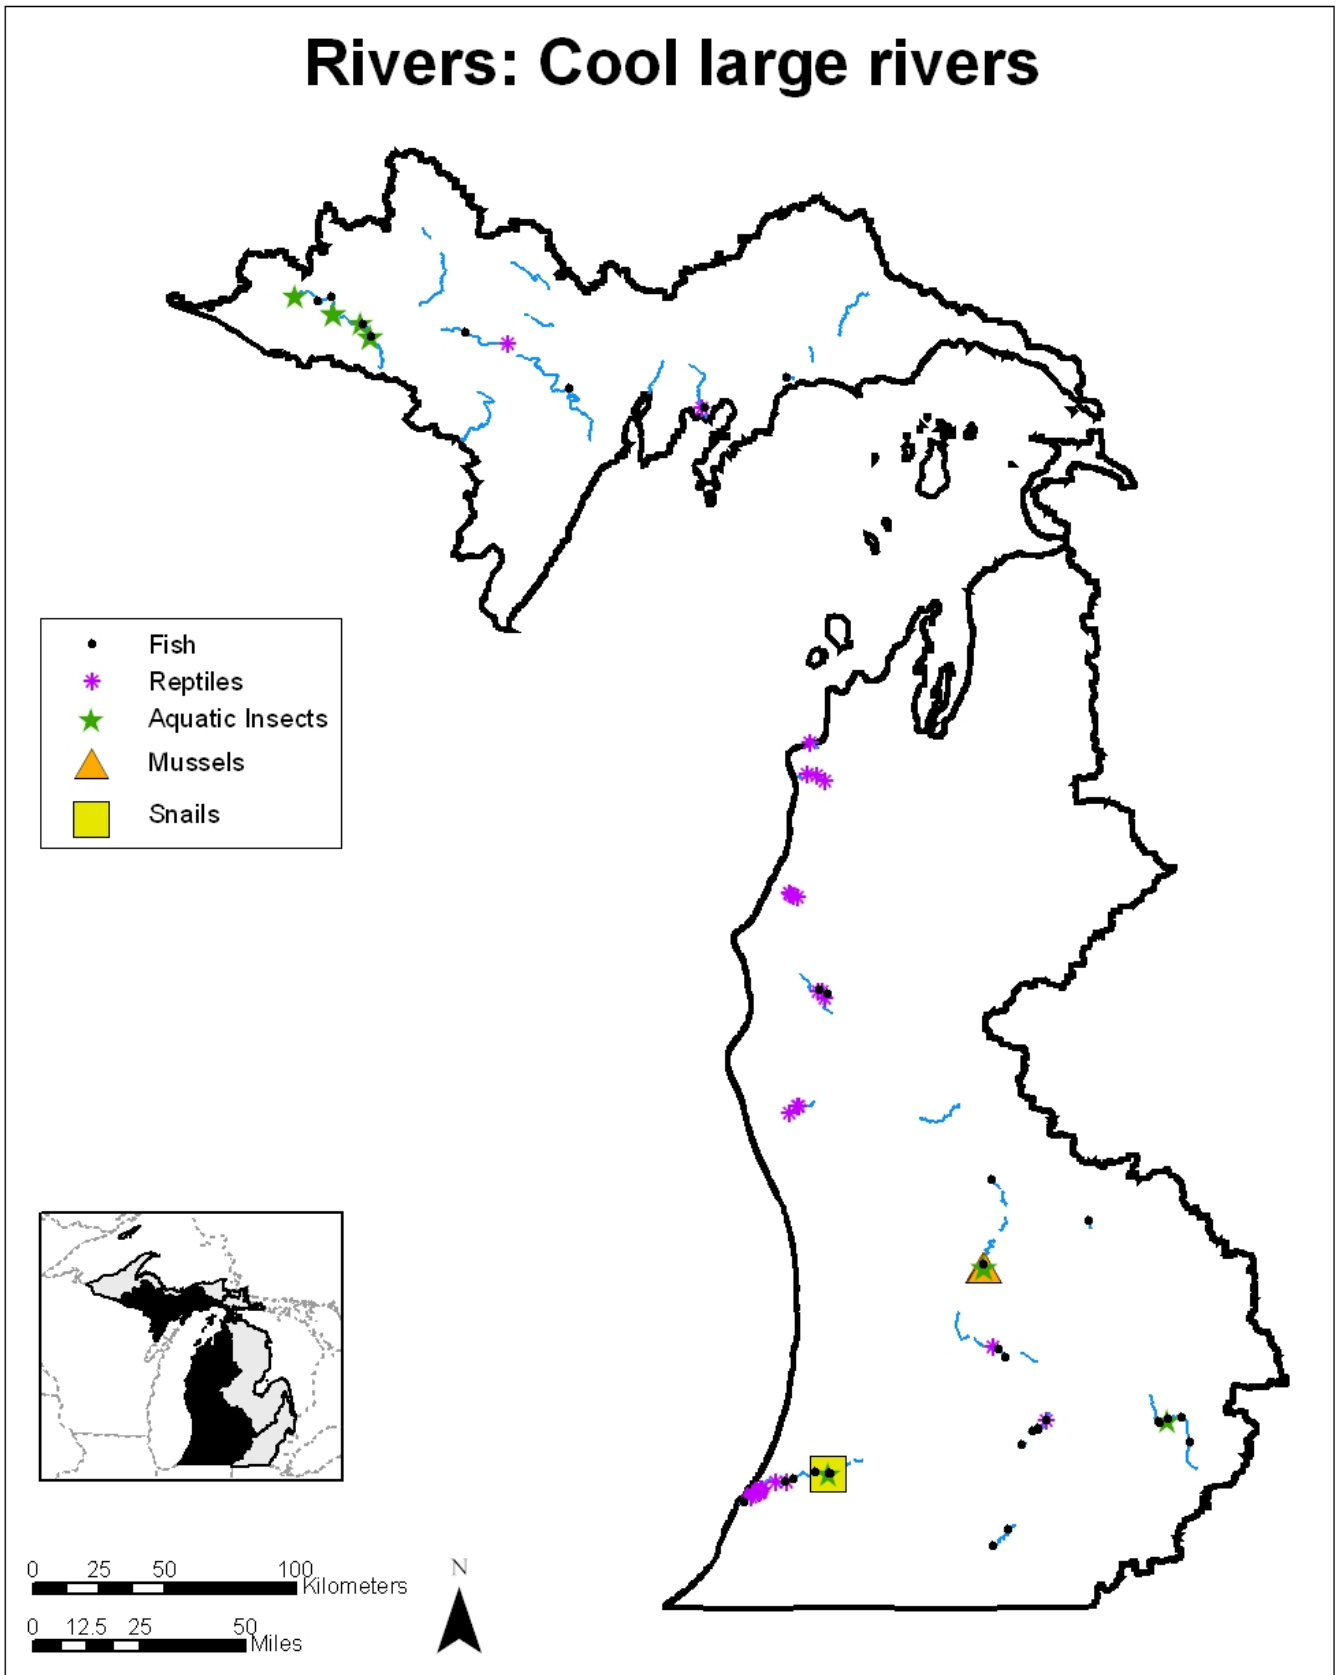 Rivers: Cool large rivers
Fish
Reptiles
Aquatic Insects
Mussels
Snails
0 25 50 100
Kilometers
0 12.5 25 50
Miles
N